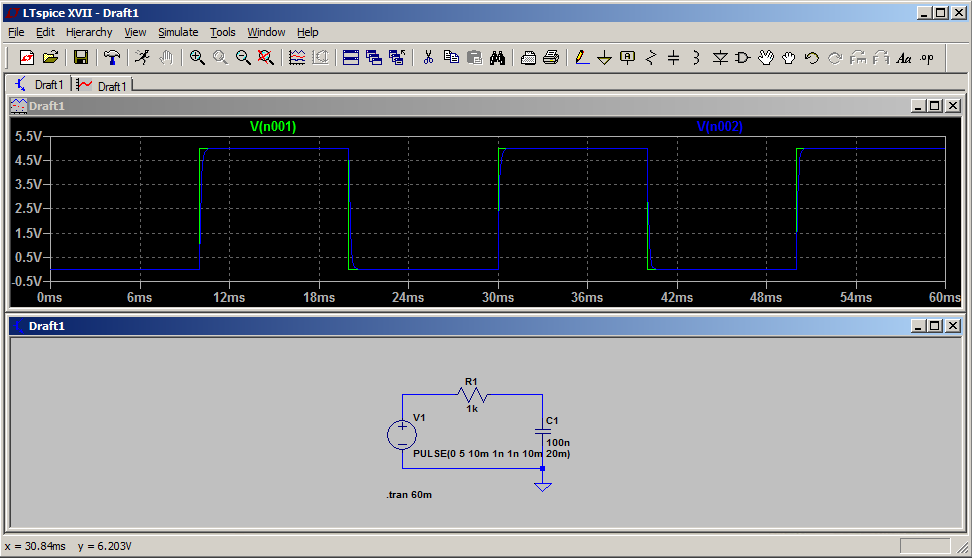 LTspice XVII - Draft1
File Edit Hierarchy View Simulate Tools Window Help
Aa .op
Draft1 Draft1
Draft1
V(n001) V(n002)
5.5V
4.5V
3.5V
2.5V
1.5V
0.5V
-0.5V
0ms 6ms 12ms 18ms 24ms 30ms 36ms 42ms 48ms 54ms 60ms
Draft1
R1
1k
V1
C1
100n
PULSE(0 5 10m 1n 1n 10m 20m)
.tran 60m
x = 30.84ms y = 6.203V